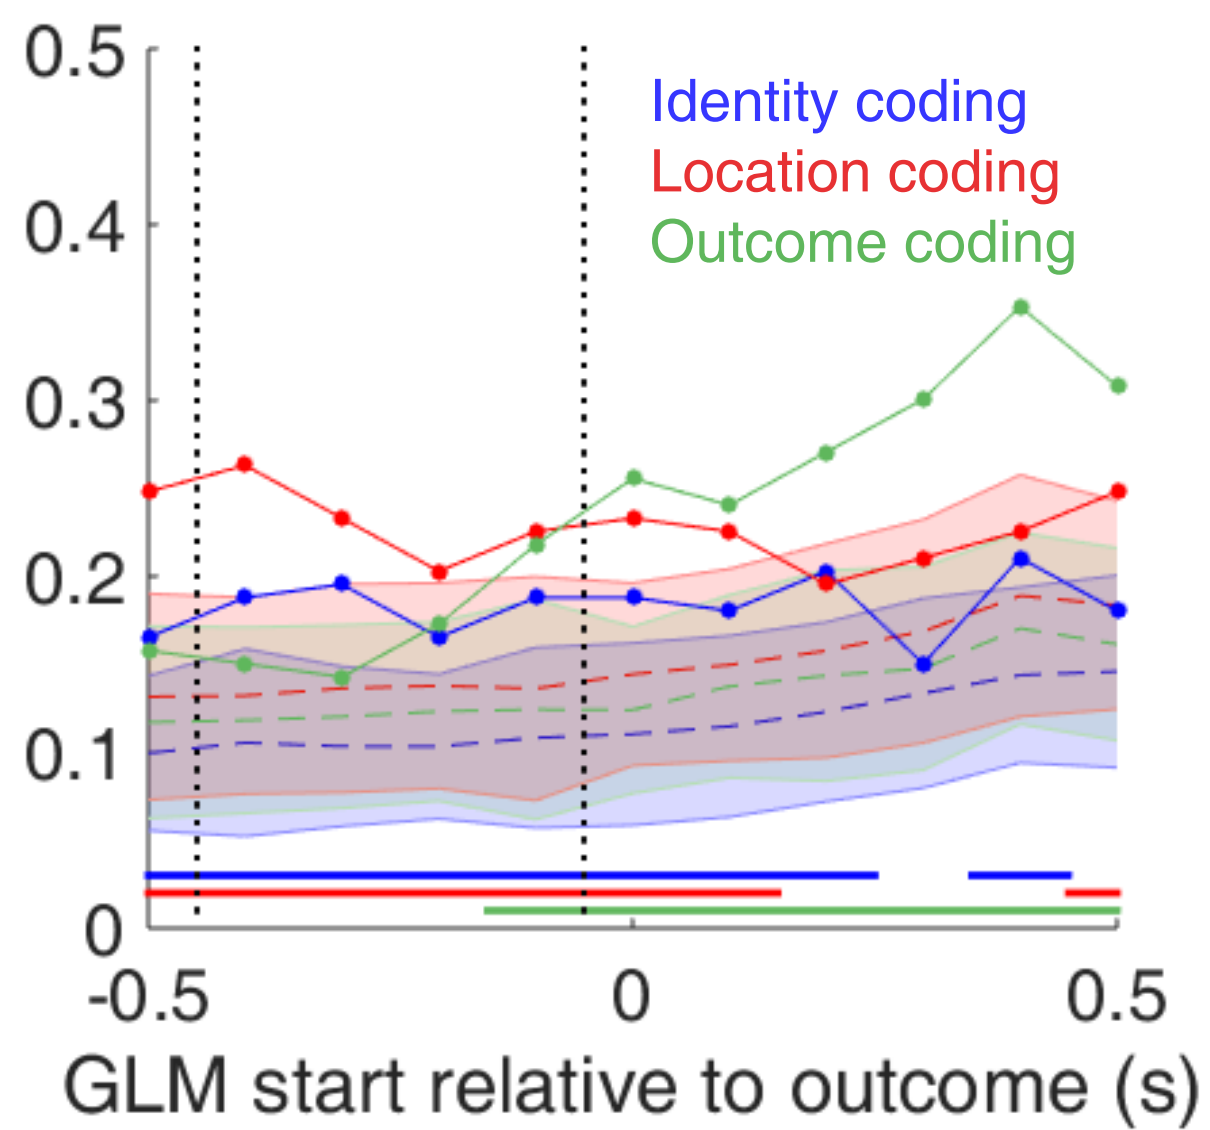 0.5
Identity coding
Location coding
0.4
Outcome coding
0.3
0.2
0.1
0
-0.5 0 0.5
GLM start relative to outcome (s)